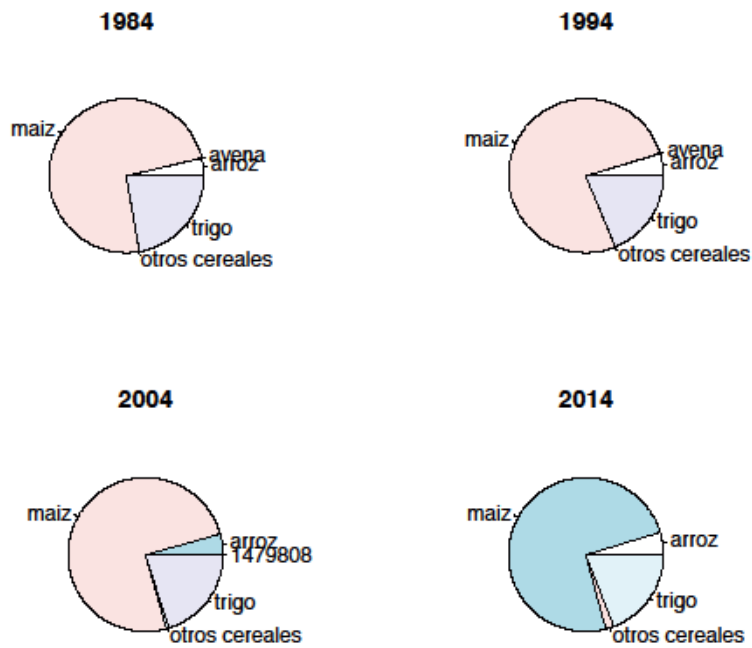 1984
maiz
avena
arroz
trigo
otros cereales
1994
maiz
avena
arroz
trigo
otros cereales
2004
maiz
arroz
1479808
trigo
otros cereales
2014
maiz
arroz
trigo
otros cereales